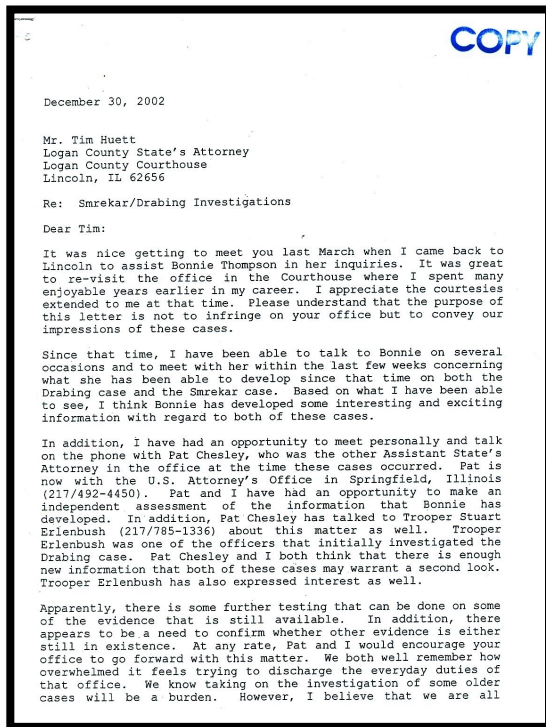 COPY
December 30, 2002
Mr. Tim Huett
Logan County State's Attorney
Logan County Courthouse
Lincoln, IL 62656
Re: Smrekar/Drabing Investigations
Dear Tim:
It was nice getting to meet you last March when I came back to
Lincoln to assist Bonnie Thompson in her inquiries. It was great
to re-visit the office in the Courthouse where I spent many
enjoyable years earlier in my career. I appreciate the courtesies
extended to me at that time. Please understand that the purpose of
this letter is not to infringe on your office but to convey our
impressions of these cases.
Since that time, I have been able to talk to Bonnie on several
occasions and to meet with her within the last few weeks concerning
what she has been able to develop since that time on both the
Drabing case and the Smrekar case. Based on what I have been able
to see, I think Bonnie has developed some interesting and exciting
information with regard to both of these cases.
In addition, I have had an opportunity to meet personally and talk
on the phone with Pat Chesley, who was the other Assistant State's
Attorney in the office at the time these cases occurred. Pat is
now with the U.S. Attorney's Office in Springfield, Illinois
(217/492-4450). Pat and I have had an opportunity to make an
independent assessment of the information that Bonnie has
developed. In addition, Pat Chesley has talked to Trooper Stuart
Erlenbush (217/785-1336) about this matter as well. Trooper
Erlenbush was one of the officers that initially investigated the
Drabing case. Pat Chesley and I both think that there is enough
new information that both of these cases may warrant a second look.
Trooper Erlenbush has also expressed interest as well.
Apparently, there is some further testing that can be done on some
of the evidence that is still available. In addition, there
appears to be a need to confirm whether other evidence is either
still in existence. At any rate, Pat and I would encourage your
office to go forward with this matter. We both well remember how
overwhelmed it feels trying to discharge the everyday duties of
that office. We know taking on the investigation of some older
cases will be a burden. However, I believe that we are all